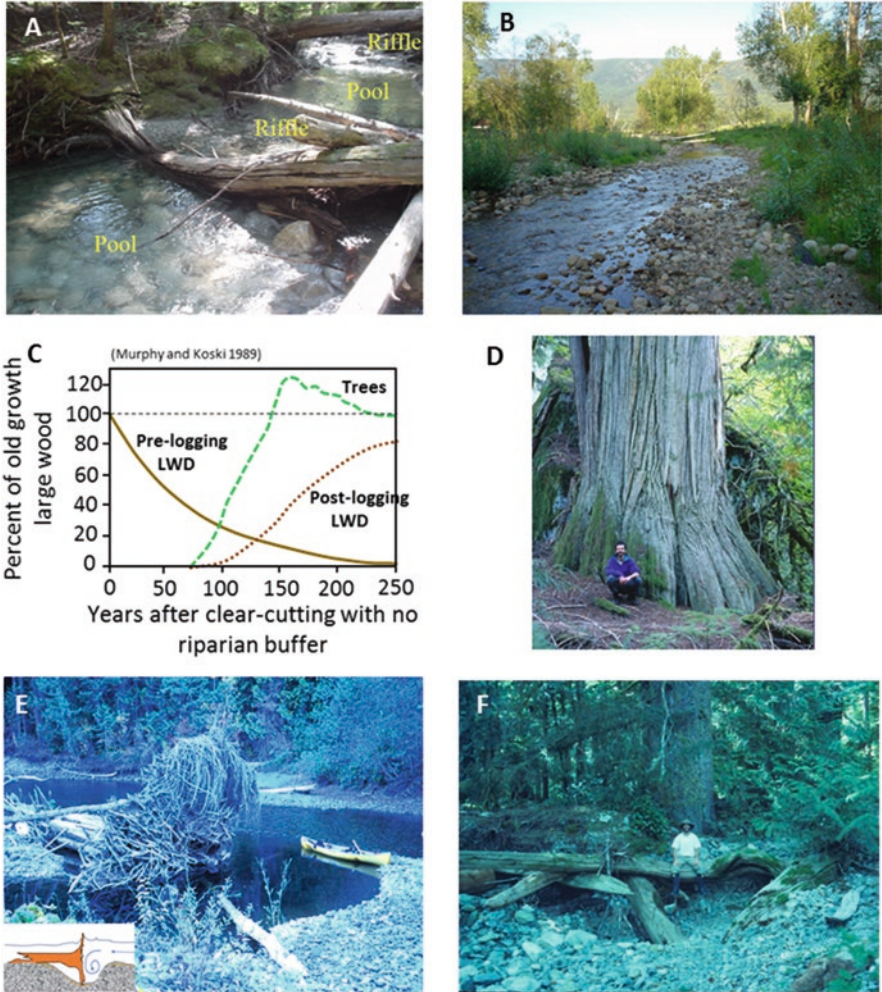 A
Riffle
Pool
Riffle
Pool
B
C
(Murphy and Koski 1989)
120
100
80
60
40
20
0
Percent of old growth
large wood
Trees
Pre-logging
LWD
Post-logging
LWD
0 50 100 150 200 250
Years after clear-cutting with no
riparian buffer
D
E
F